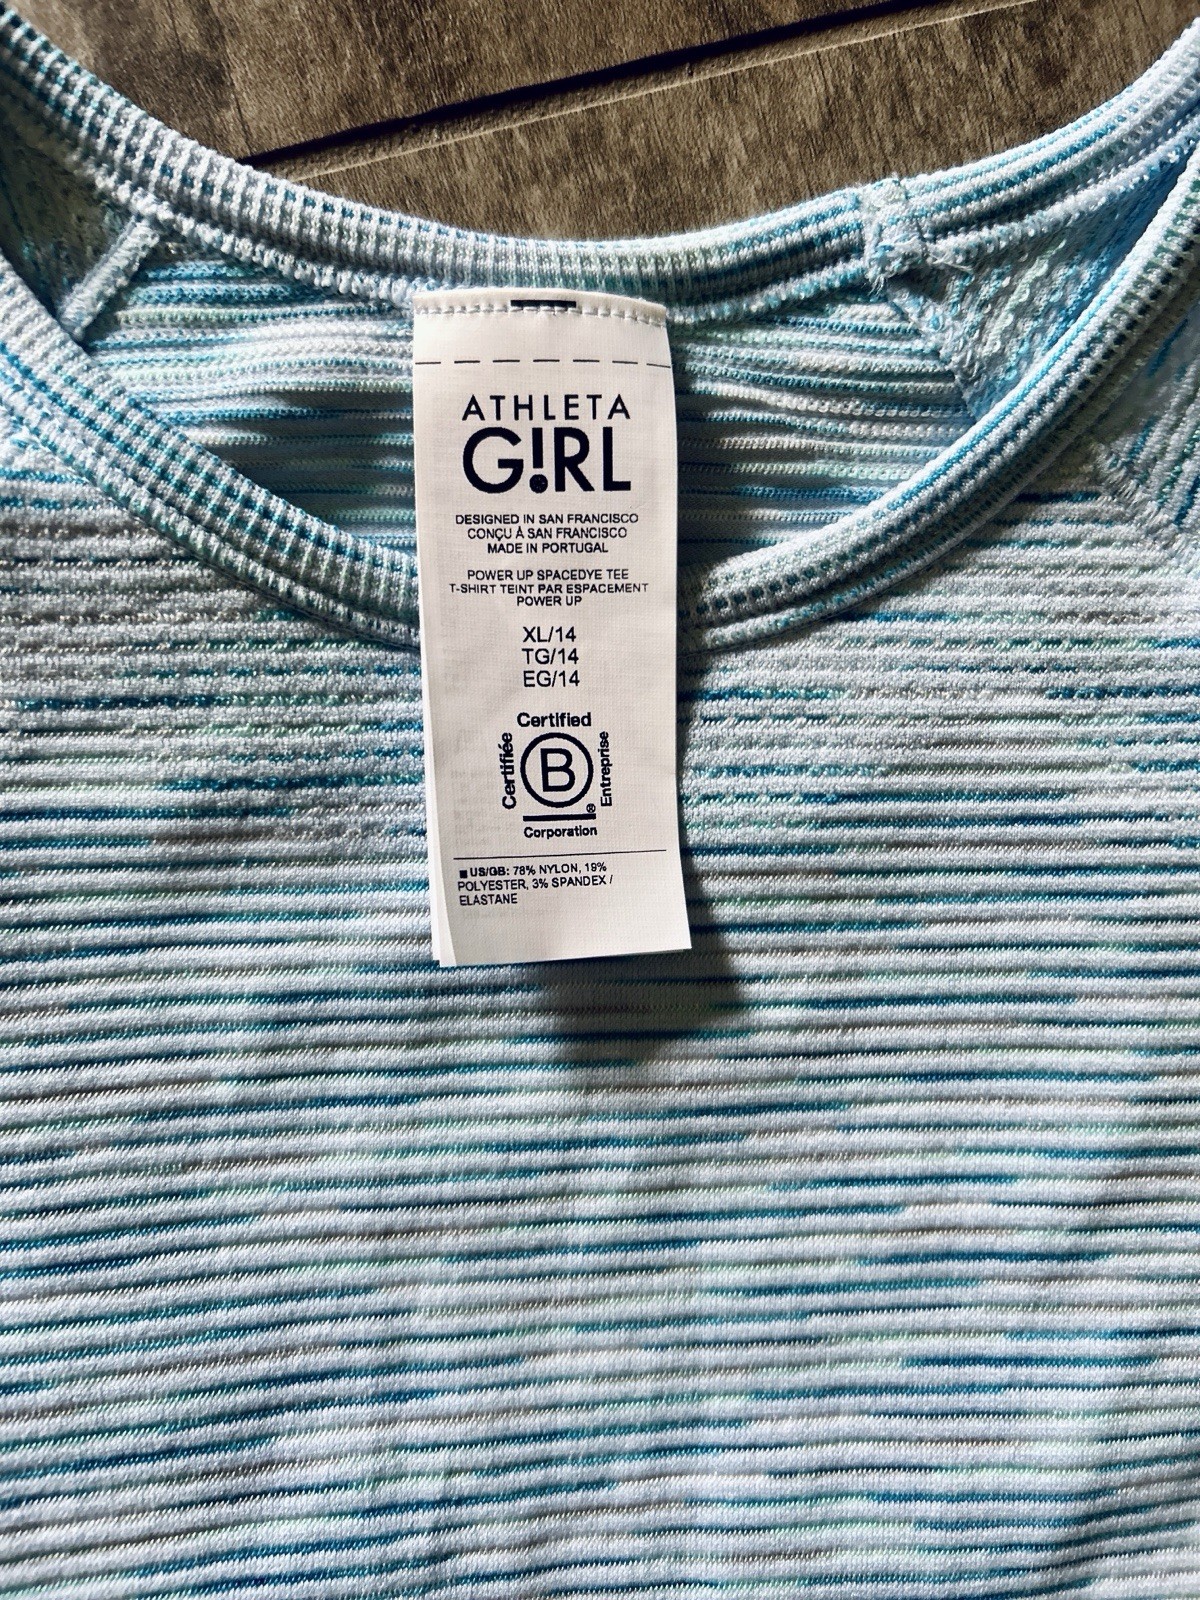 ATHLETA
G!RL
DESIGNED IN SAN FRANCISCO
CONÇU À SAN FRANCISCO
MADE IN PORTUGAL
POWER UP SPACEDYE TEE
T-SHIRT TEINT PAR ESPACEMENT
POWER UP
XL/14
TG/14
EG/14
Certified
Certifiée
B
Entreprise
®
Corporation
■ US/GB: 78% NYLON, 19%
POLYESTER, 3% SPANDEX /
ELASTANE